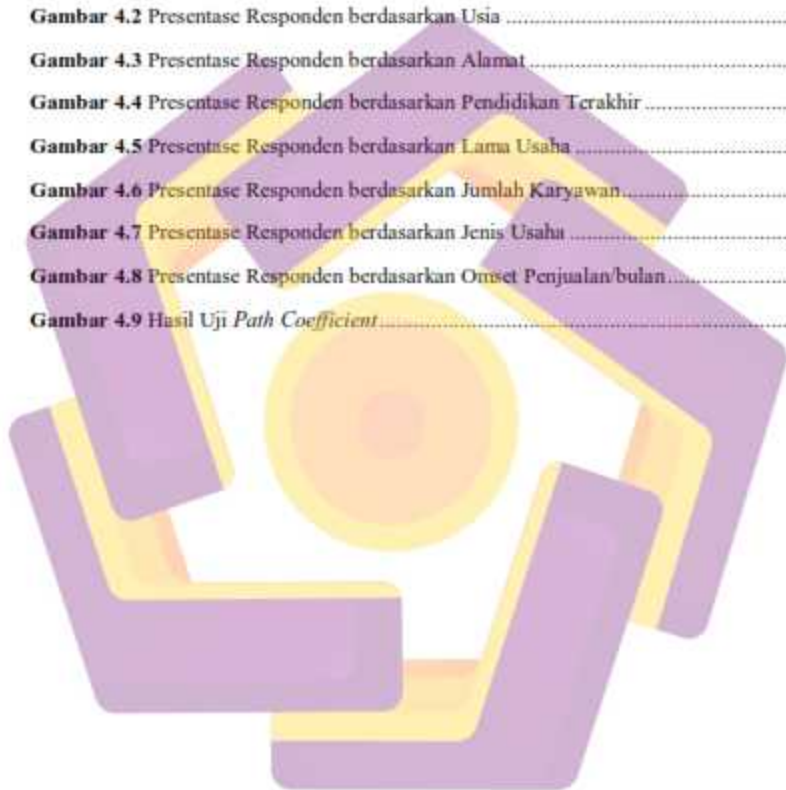 Gambar 4.2 Presentase Responden berdasarkan Usia ............................................................
Gambar 4.3 Presentase Responden berdasarkan Alamat ........................................................
Gambar 4.4 Presentase Responden berdasarkan Pendidikan Terakhir ..............................
Gambar 4.5 Presentase Responden berdasarkan Lama Usaha ............................................
Gambar 4.6 Presentase Responden berdasarkan Jumlah Karyawan ..................................
Gambar 4.7 Presentase Responden berdasarkan Jenis Usaha ............................................
Gambar 4.8 Presentase Responden berdasarkan Omset Penjualan/bulan .........................
Gambar 4.9 Hasil Uji Path Coefficient ..................................................................................